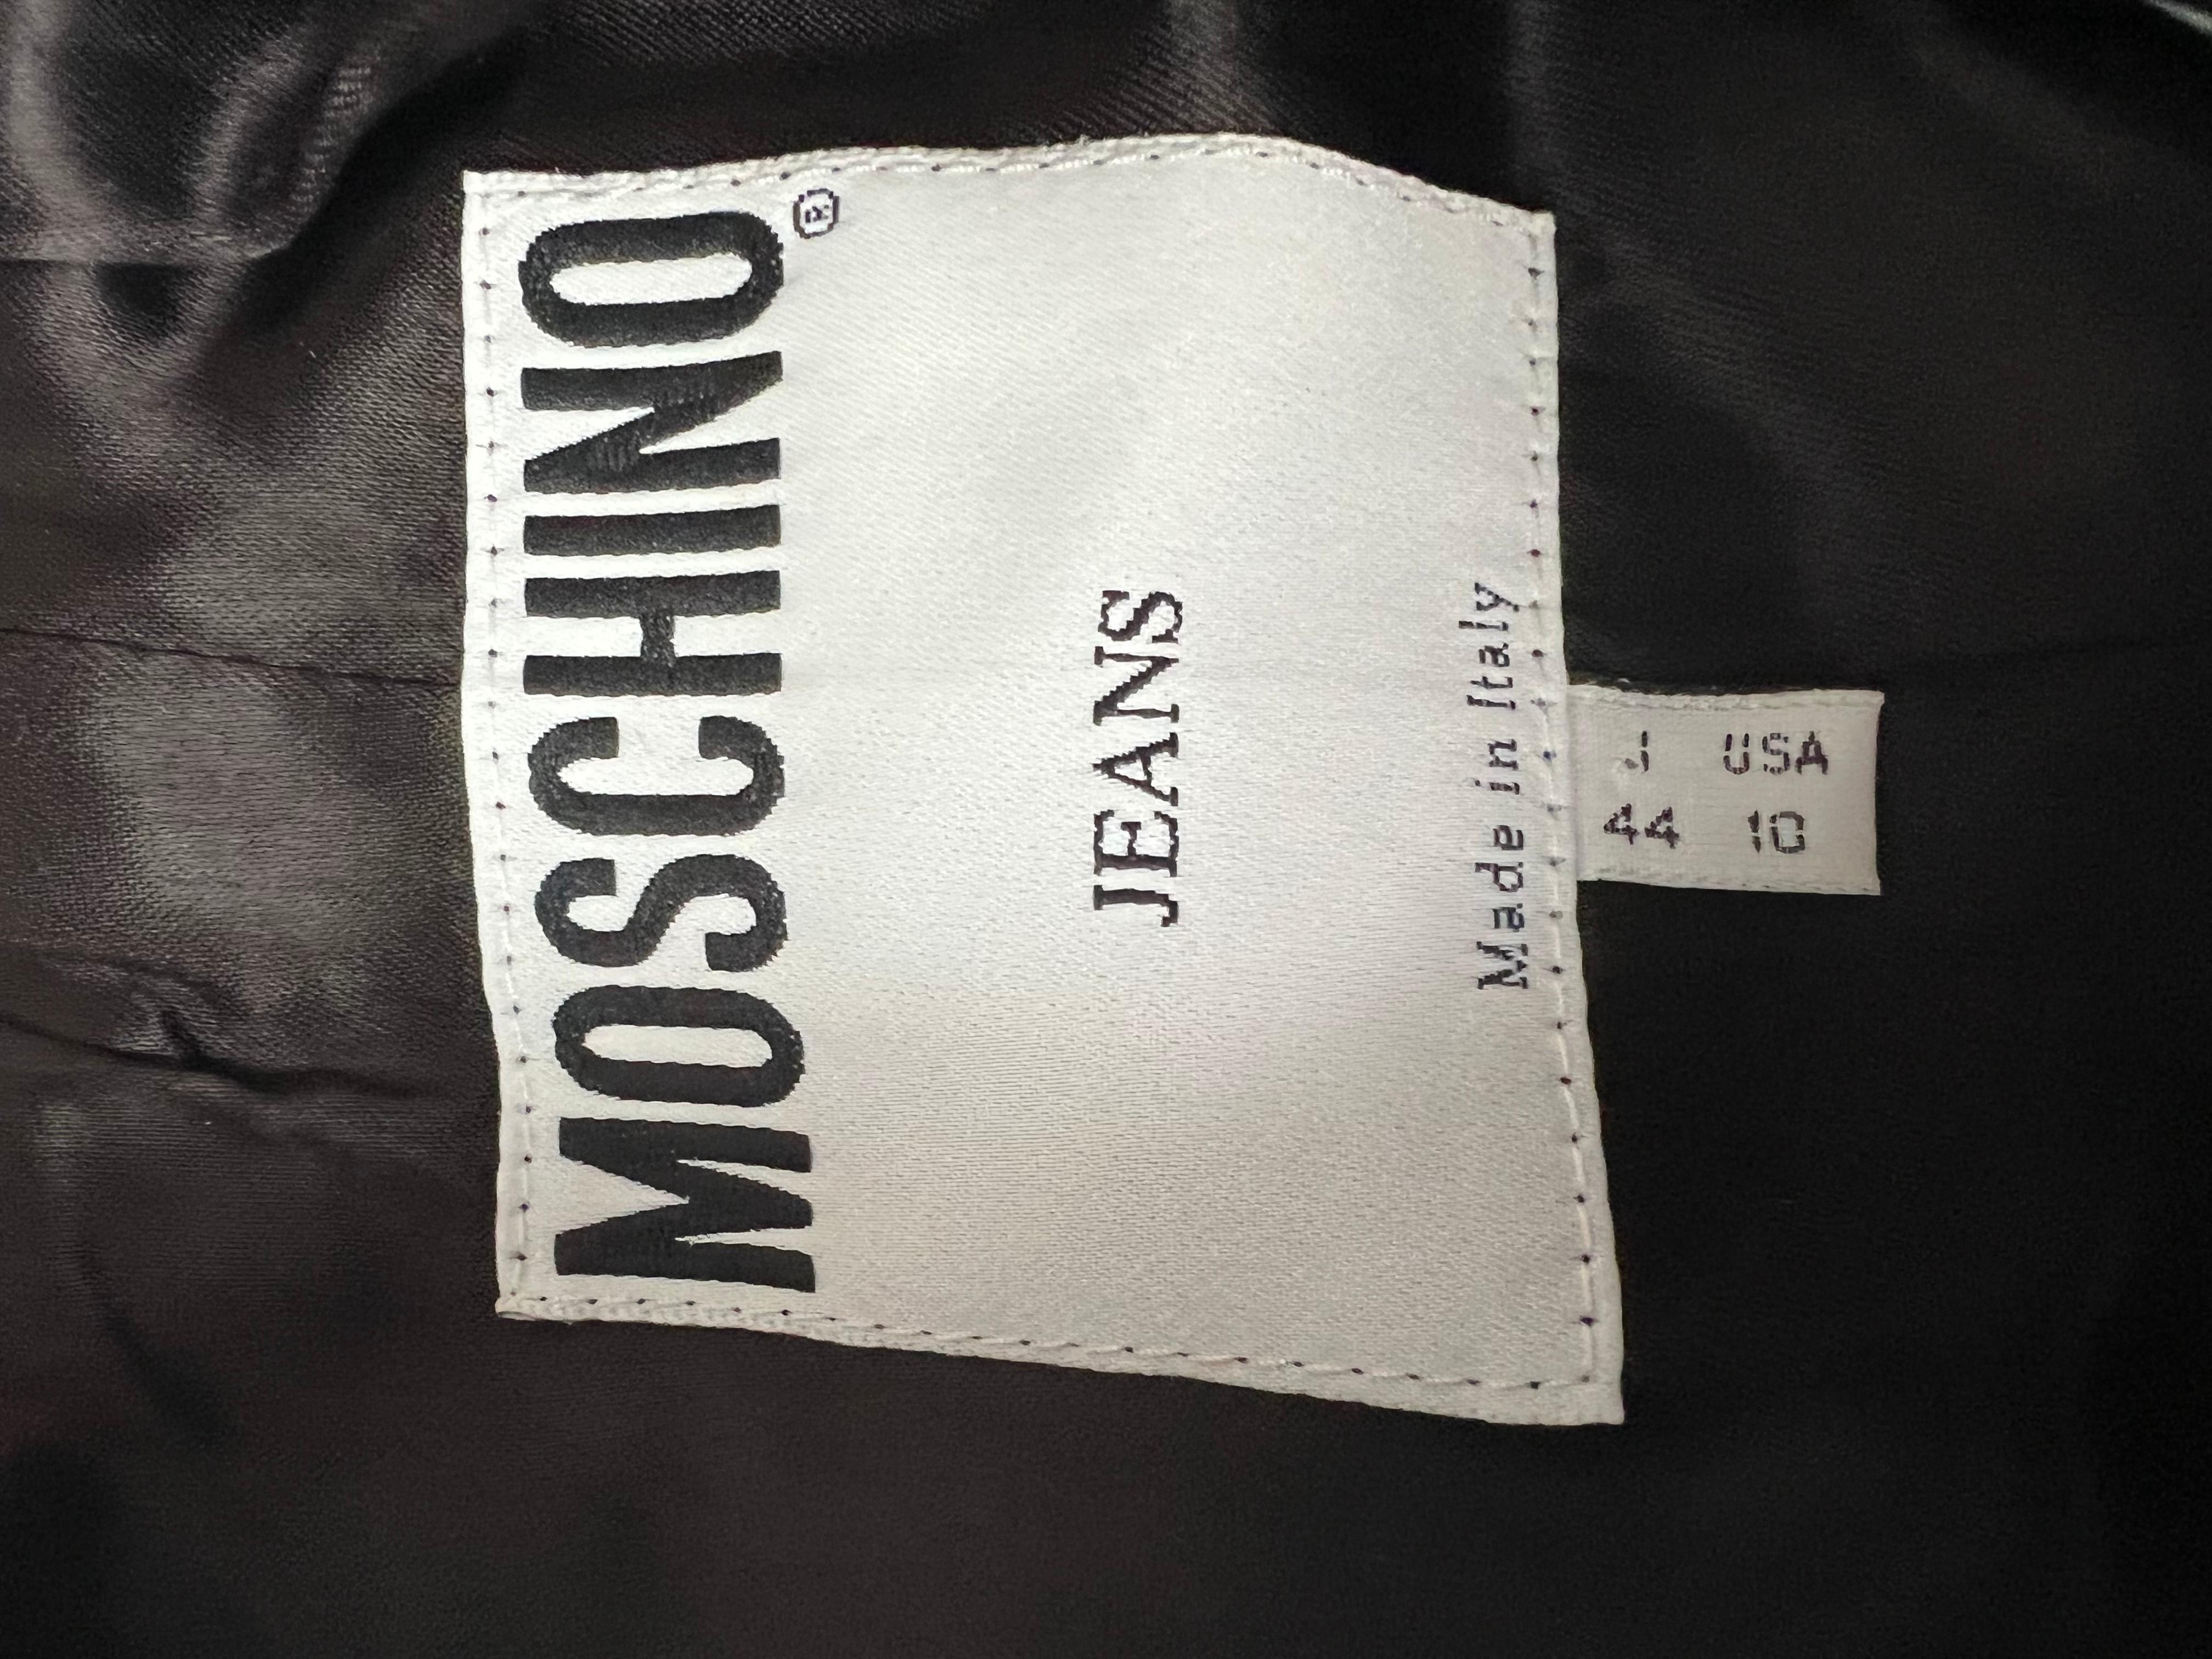 MOSCHINO®
JEANS
Made in Italy
44 J
10 USA